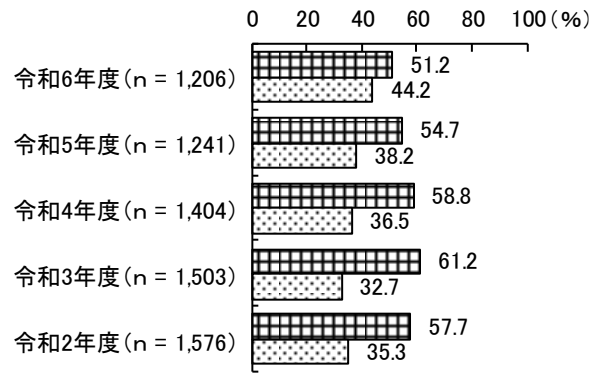 0 20 40 60 80 100(%)
令和6年度(n = 1,206) 51.2
44.2
令和5年度(n = 1,241) 54.7
38.2
令和4年度(n = 1,404) 58.8
36.5
令和3年度(n = 1,503) 61.2
32.7
令和2年度(n = 1,576) 57.7
35.3